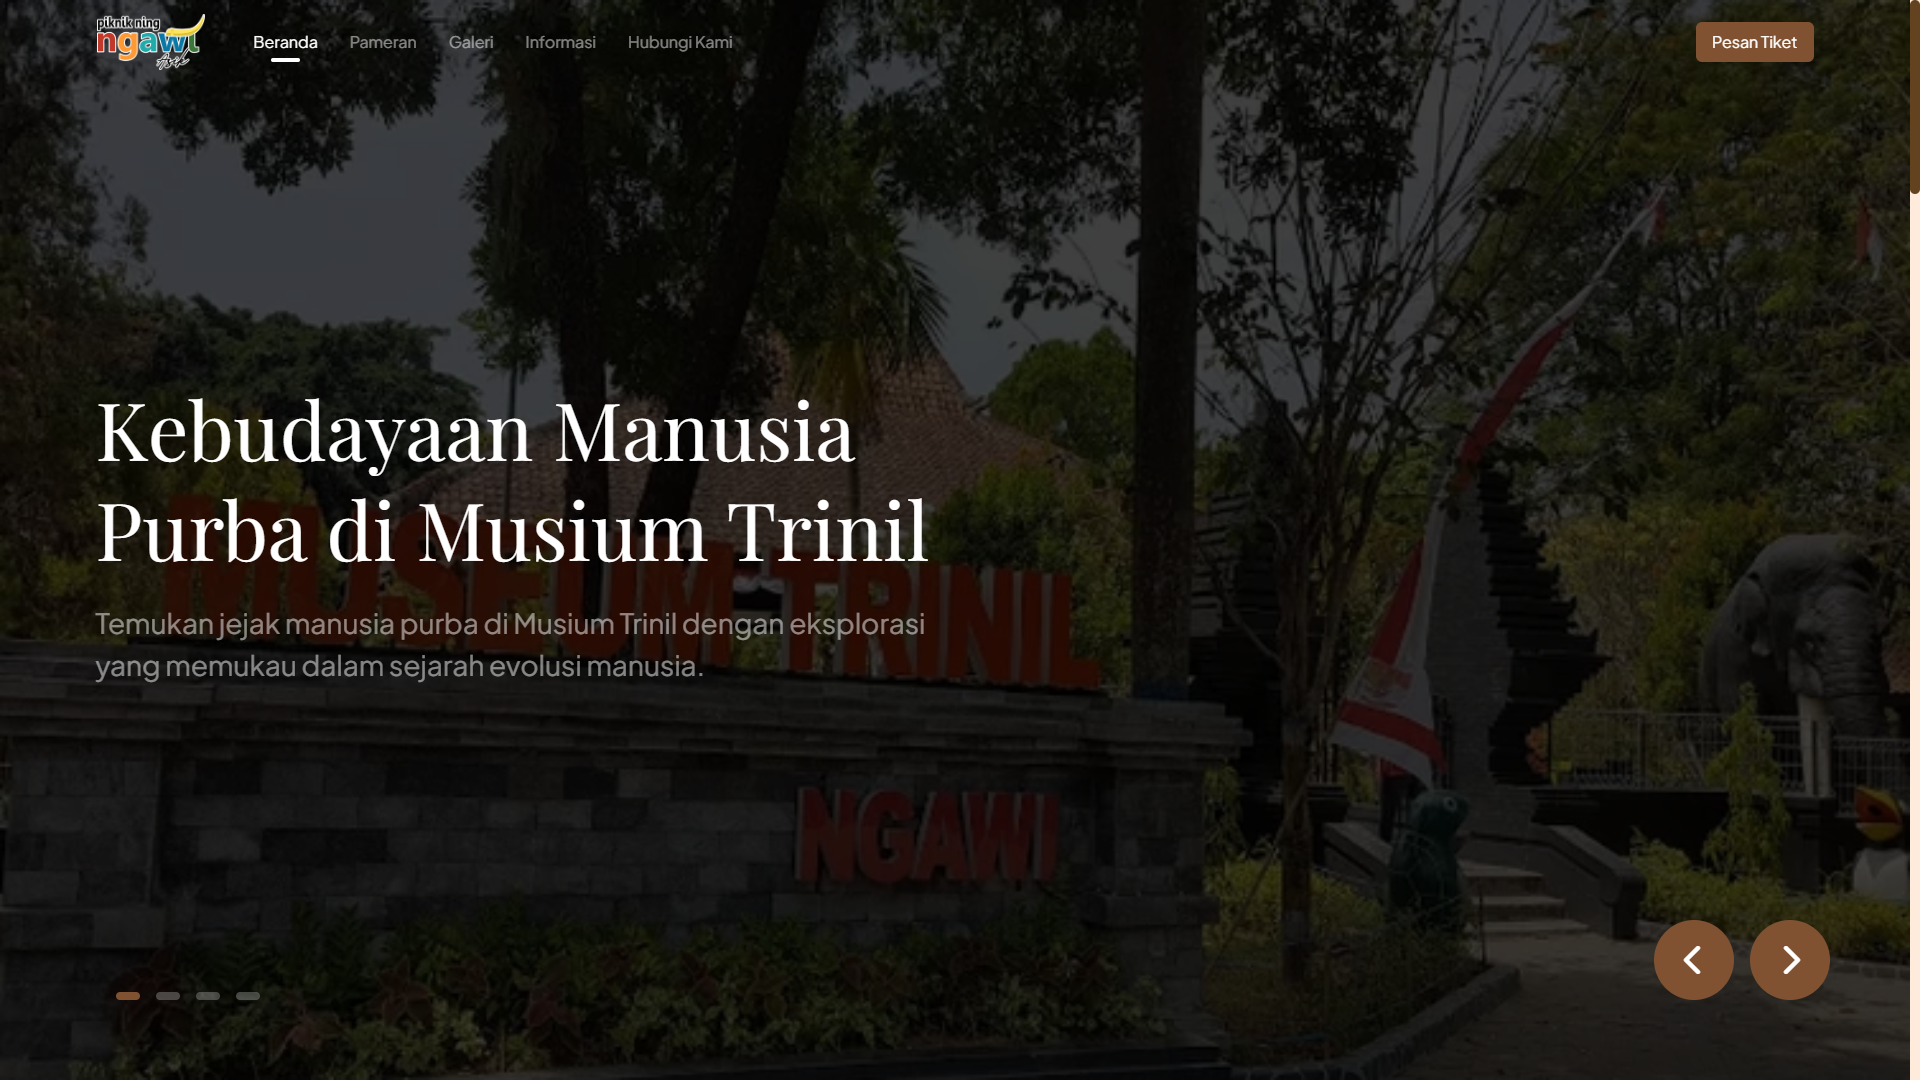 piknik ning
ngawi
Asik
Beranda
Pameran
Galeri
Informasi
Hubungi Kami
Pesan Tiket
Kebudayaan Manusia
Purba di Musium Trinil
MUSEUM TRINIL
Temukan jejak manusia purba di Musium Trinil dengan eksplorasi
yang memukau dalam sejarah evolusi manusia.
NGAWI